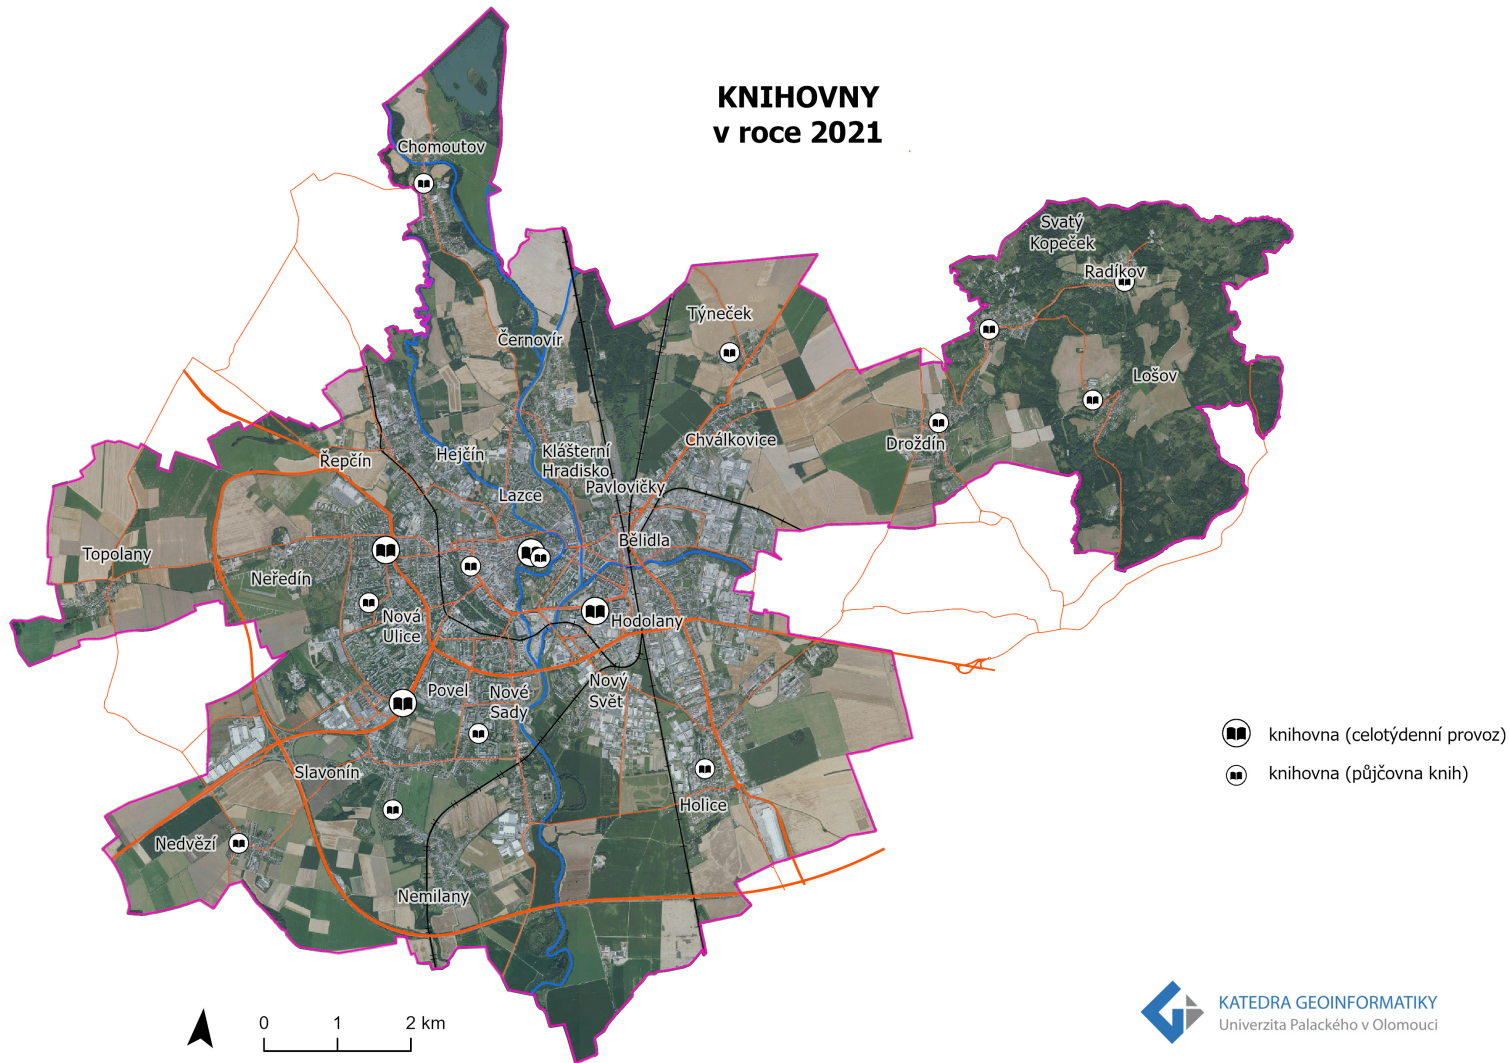 KNIHOVNY
v roce 2021
Chomoutov
Svatý
Kopeček
Radíkov
Týneček
Černovír
Lošov
Chválkovice
Droždín
Klášterní
Hradisko
Hejčín
Řepčín
Pavlovičky
Lazce
Bělidla
Topolany
Neředín
Nová
Ulice
Hodolany
Povel
Nové
Sady
Nový
Svět
Slavonín
Holice
Nedvězí
Nemilany
knihovna (celotýdenní provoz)
knihovna (půjčovna knih)
0 1 2 km
KATEDRA GEOINFORMATIKY
Univerzita Palackého v Olomouci